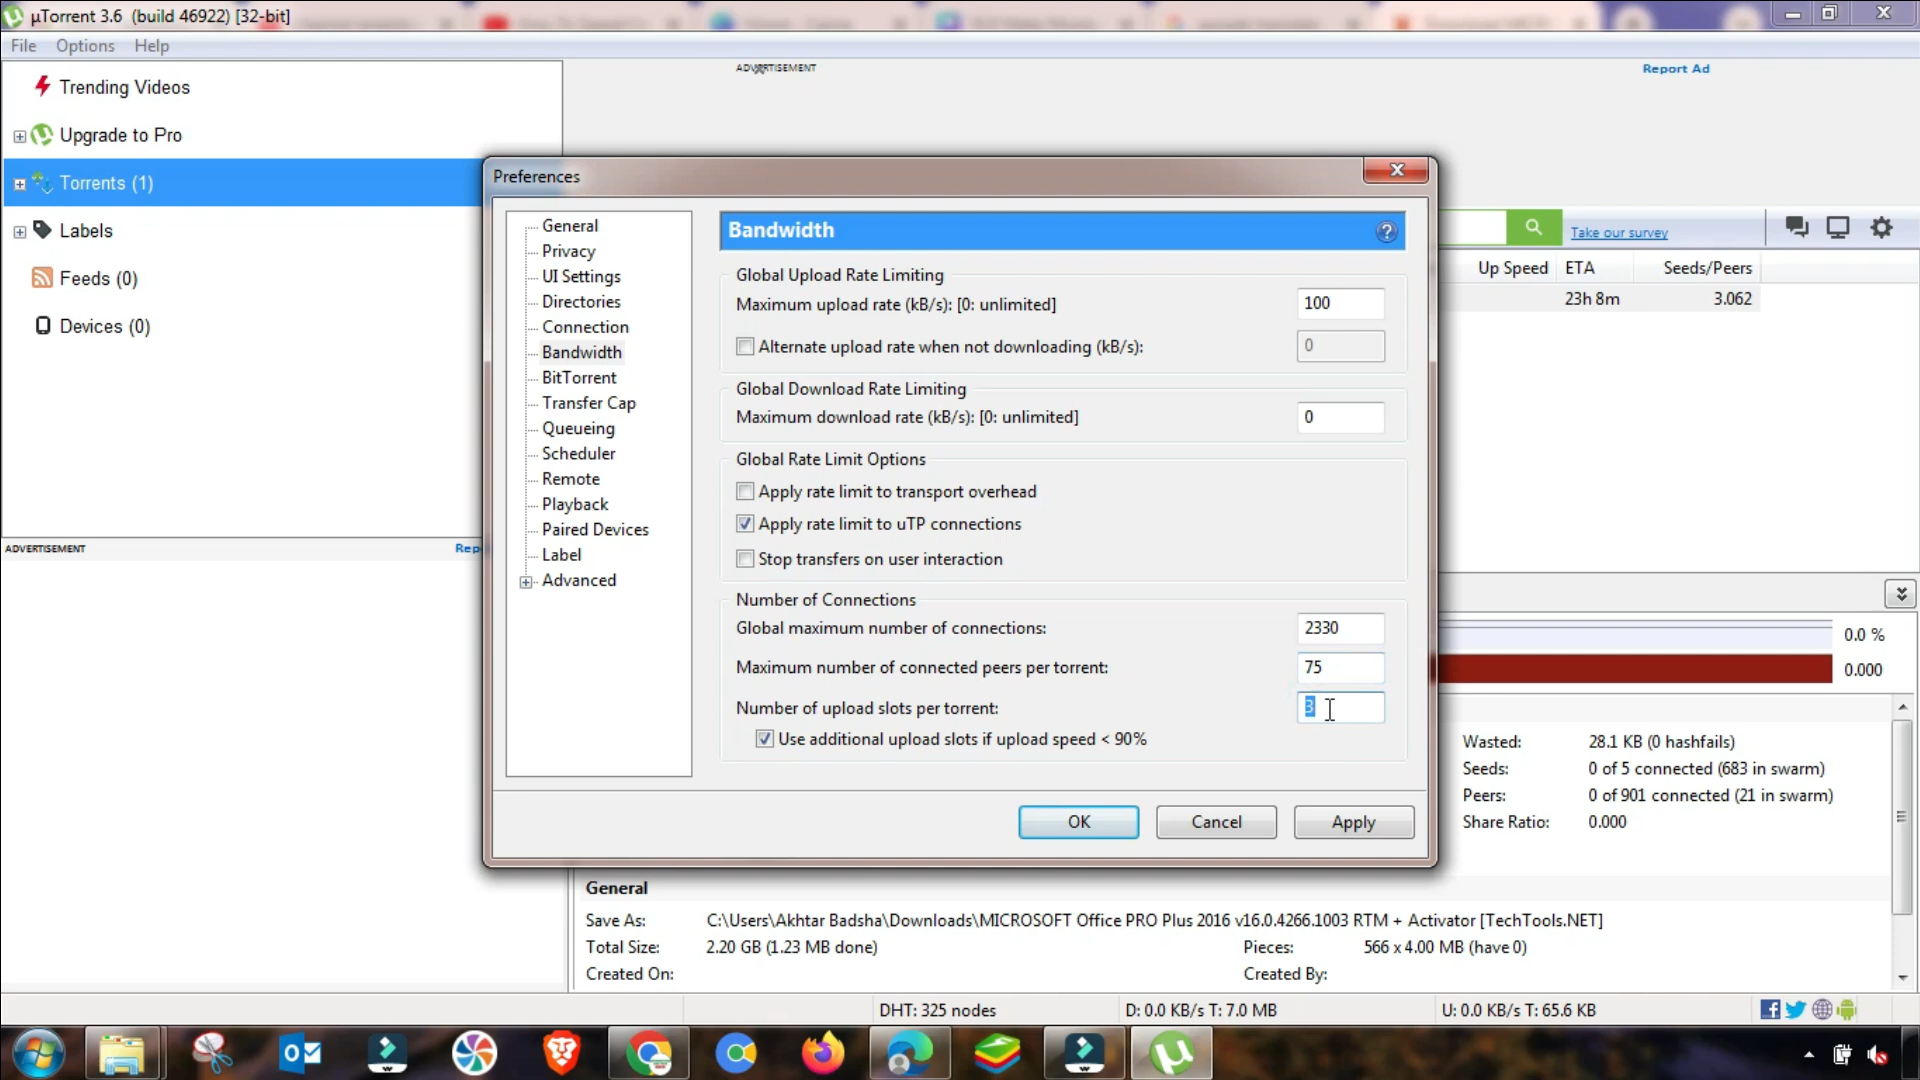 µTorrent 3.6 (build 46922) [32-bit]
File Options Help
Trending Videos
Upgrade to Pro
Torrents (1)
Labels
Feeds (0)
Devices (0)
ADVERTISEMENT
Rep
ADVERTISEMENT
Report Ad
Take our survey
Up Speed ETA Seeds/Peers
23h 8m 3.062
Preferences
General
Privacy
UI Settings
Directories
Connection
Bandwidth
BitTorrent
Transfer Cap
Queueing
Scheduler
Remote
Playback
Paired Devices
Label
Advanced
Bandwidth
Global Upload Rate Limiting
Maximum upload rate (kB/s): [0: unlimited] 100
Alternate upload rate when not downloading (kB/s): 0
Global Download Rate Limiting
Maximum download rate (kB/s): [0: unlimited] 0
Global Rate Limit Options
Apply rate limit to transport overhead
Apply rate limit to uTP connections
Stop transfers on user interaction
Number of Connections
Global maximum number of connections: 2330
Maximum number of connected peers per torrent: 75
Number of upload slots per torrent: 3
Use additional upload slots if upload speed < 90%
OK Cancel Apply
0.0 %
0.000
Wasted: 28.1 KB (0 hashfails)
Seeds: 0 of 5 connected (683 in swarm)
Peers: 0 of 901 connected (21 in swarm)
Share Ratio: 0.000
General
Save As: C:\Users\Akhtar Badsha\Downloads\MICROSOFT Office PRO Plus 2016 v16.0.4266.1003 RTM + Activator [TechTools.NET]
Total Size: 2.20 GB (1.23 MB done) Pieces: 566 x 4.00 MB (have 0)
Created On: Created By:
DHT: 325 nodes D: 0.0 KB/s T: 7.0 MB U: 0.0 KB/s T: 65.6 KB